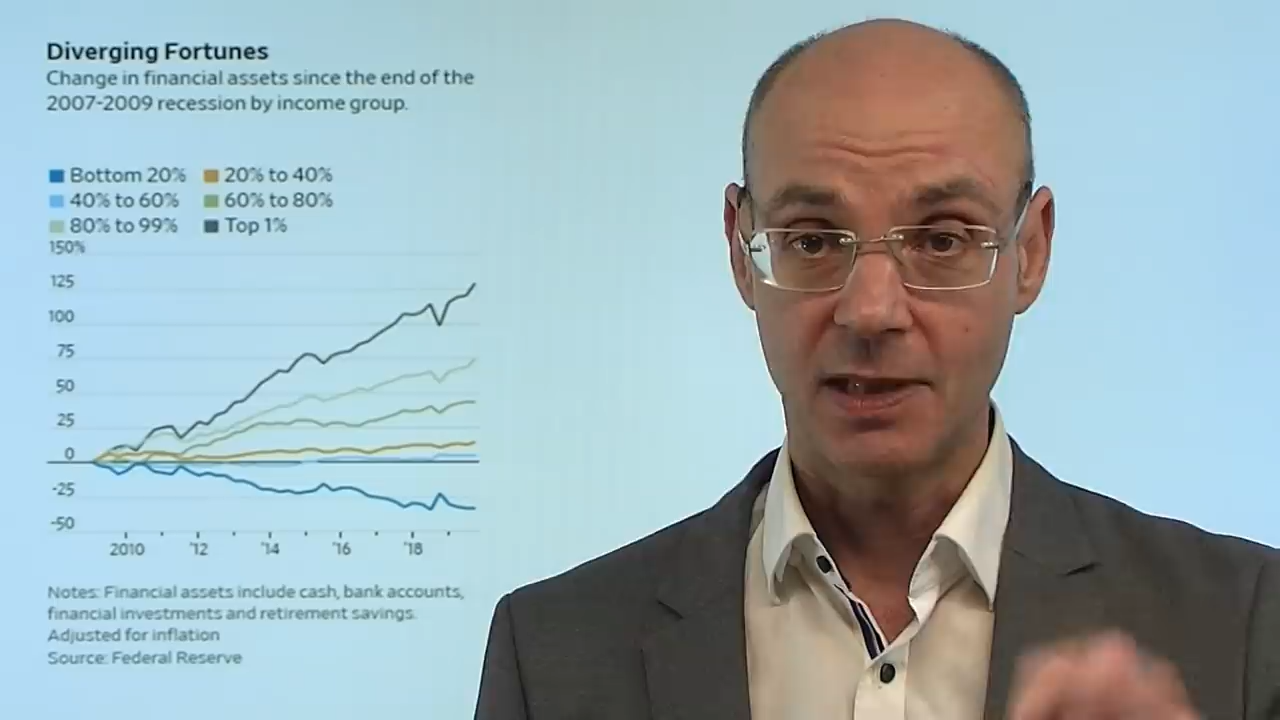 Diverging Fortunes
Change in financial assets since the end of the
2007-2009 recession by income group.
Bottom 20% 20% to 40%
40% to 60% 60% to 80%
80% to 99% Top 1%
150%
125
100
75
50
25
0
-25
-50
2010 '12 '14 '16 '18
Notes: Financial assets include cash, bank accounts,
financial investments and retirement savings.
Adjusted for inflation
Source: Federal Reserve